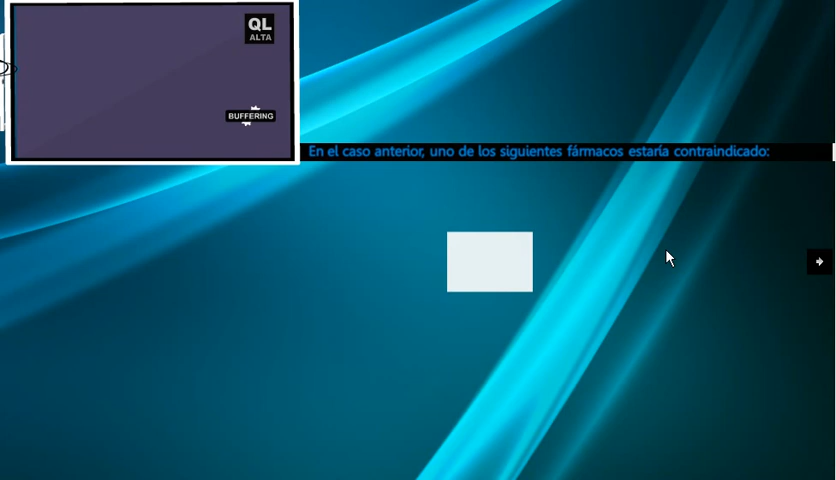 QL
ALTA
BUFFERING
En el caso anterior, uno de los siguientes fármacos estaría contraindicado: